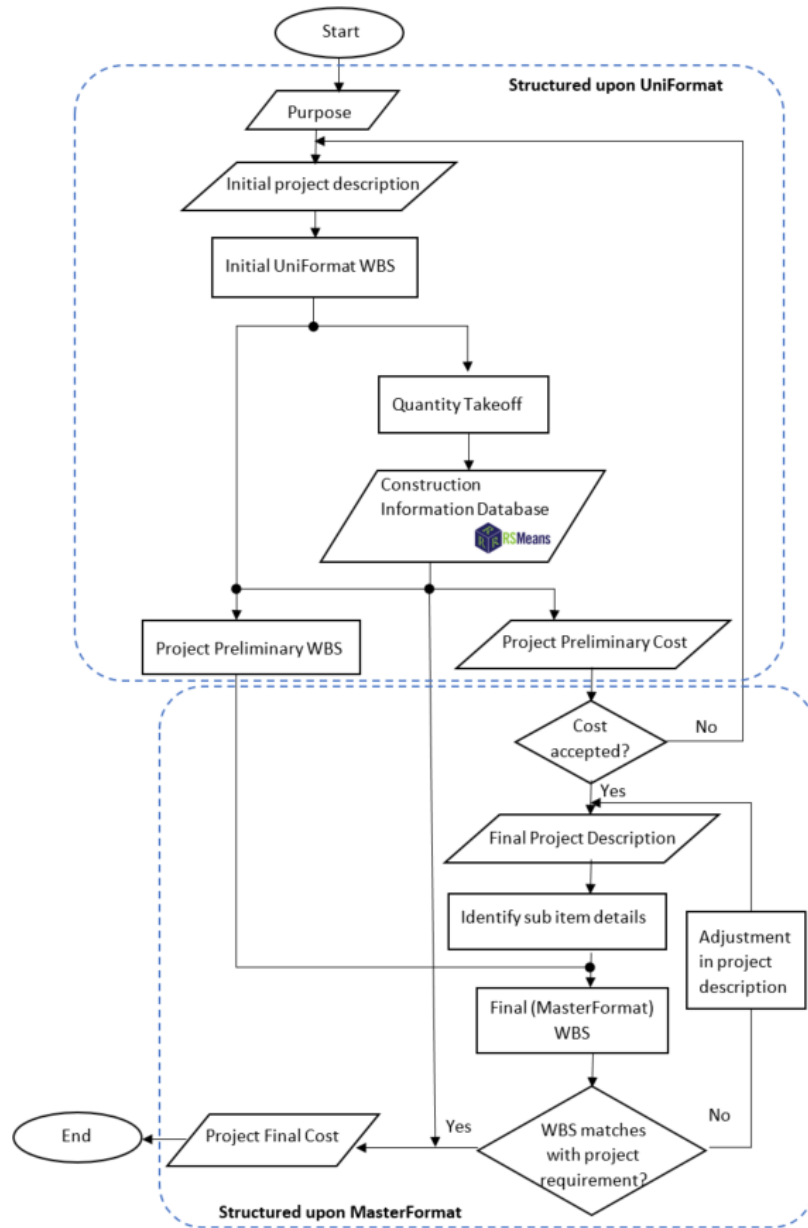 Start
Structured upon UniFormat
Purpose
Initial project description
Initial UniFormat WBS
Quantity Takeoff
Construction
Information Database
RSMeans
Project Preliminary WBS
Project Preliminary Cost
Cost
accepted?
No
Yes
Final Project Description
Identify sub item details
Adjustment
in project
description
Final (MasterFormat)
WBS
No
WBS matches
with project
requirement?
Yes
Project Final Cost
End
Structured upon MasterFormat